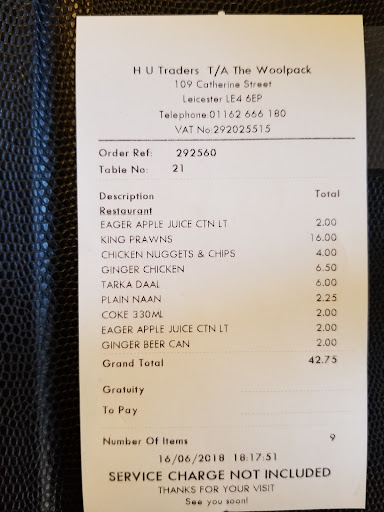 H U Traders T/A The Woolpack
109 Catherine Street
Leicester LE4 6EP
Telephone:01162 666 180
VAT No:292025515
Order Ref: 292560
Table No: 21
Description Total
Restaurant
EAGER APPLE JUICE CTN LT 2.00
KING PRAWNS 16.00
CHICKEN NUGGETS & CHIPS 4.00
GINGER CHICKEN 6.50
TARKA DAAL 6.00
PLAIN NAAN 2.25
COKE 330ML 2.00
EAGER APPLE JUICE CTN LT 2.00
GINGER BEER CAN 2.00
Grand Total 42.75
Gratuity
To Pay
Number Of Items 9
16/06/2018 18:17:51
SERVICE CHARGE NOT INCLUDED
THANKS FOR YOUR VISIT
See you soon!